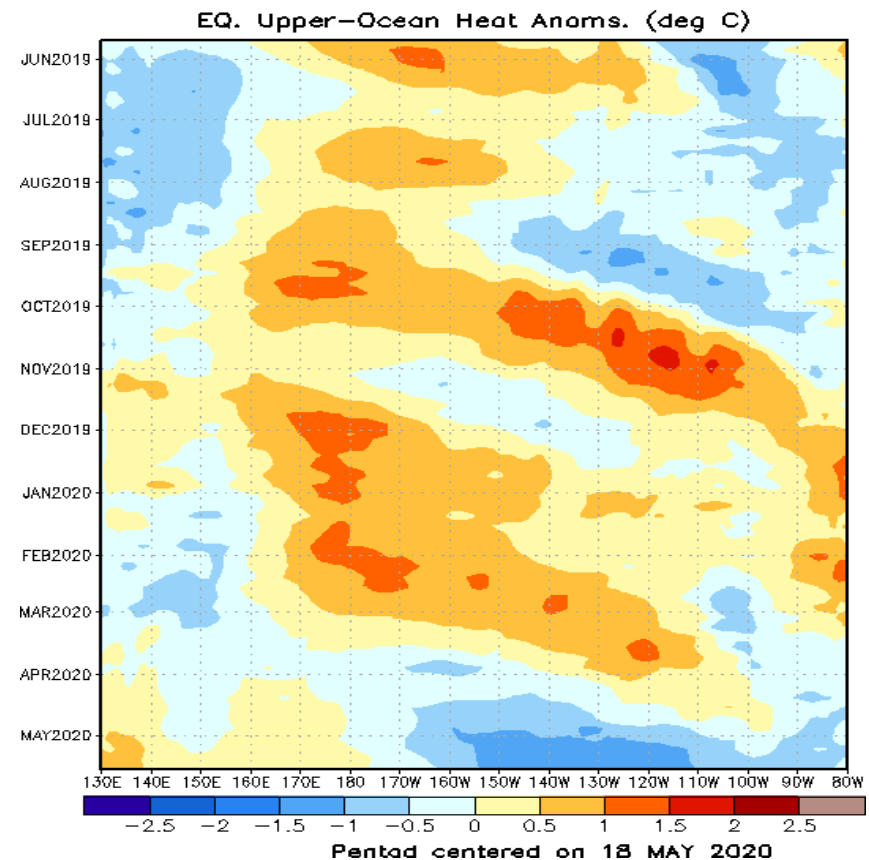 EQ. Upper-Ocean Heat Anoms. (deg C)
JUN2019
JUL2019
AUG2019
SEP2019
OCT2019
NOV2019
DEC2019
JAN2020
FEB2020
MAR2020
APR2020
MAY2020
130E 140E 150E 160E 170E 180 170W 160W 150W 140W 130W 120W 110W 100W 90W 80W
-2.5 -2 -1.5 -1 -0.5 0 0.5 1 1.5 2 2.5
Pentad centered on 18 MAY 2020